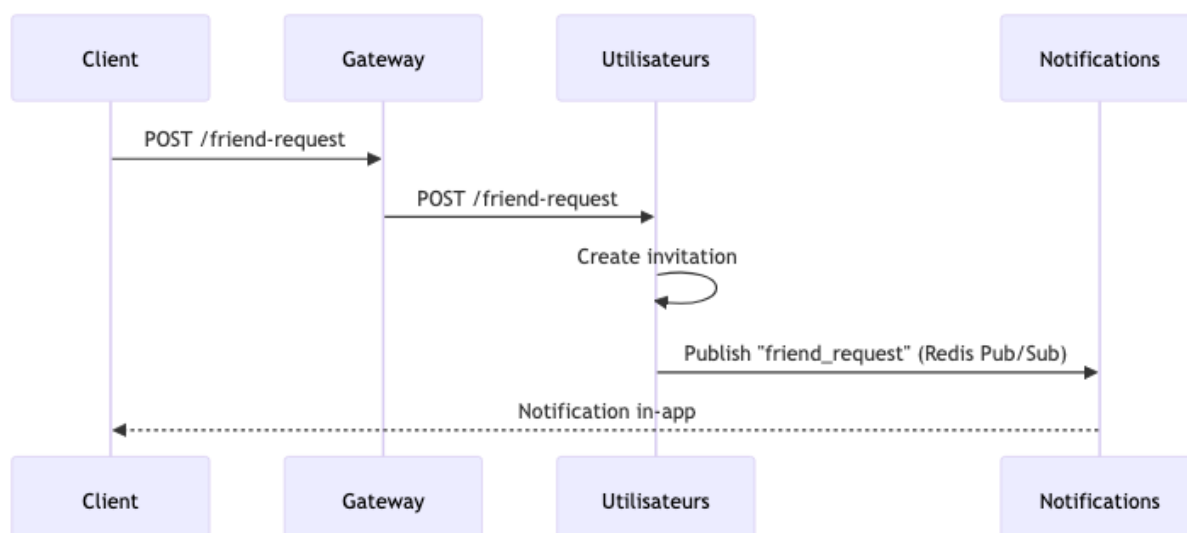 Client
Gateway
Utilisateurs
Notifications
POST /friend-request
POST /friend-request
Create invitation
Publish "friend_request" (Redis Pub/Sub)
Notification in-app
Client
Gateway
Utilisateurs
Notifications